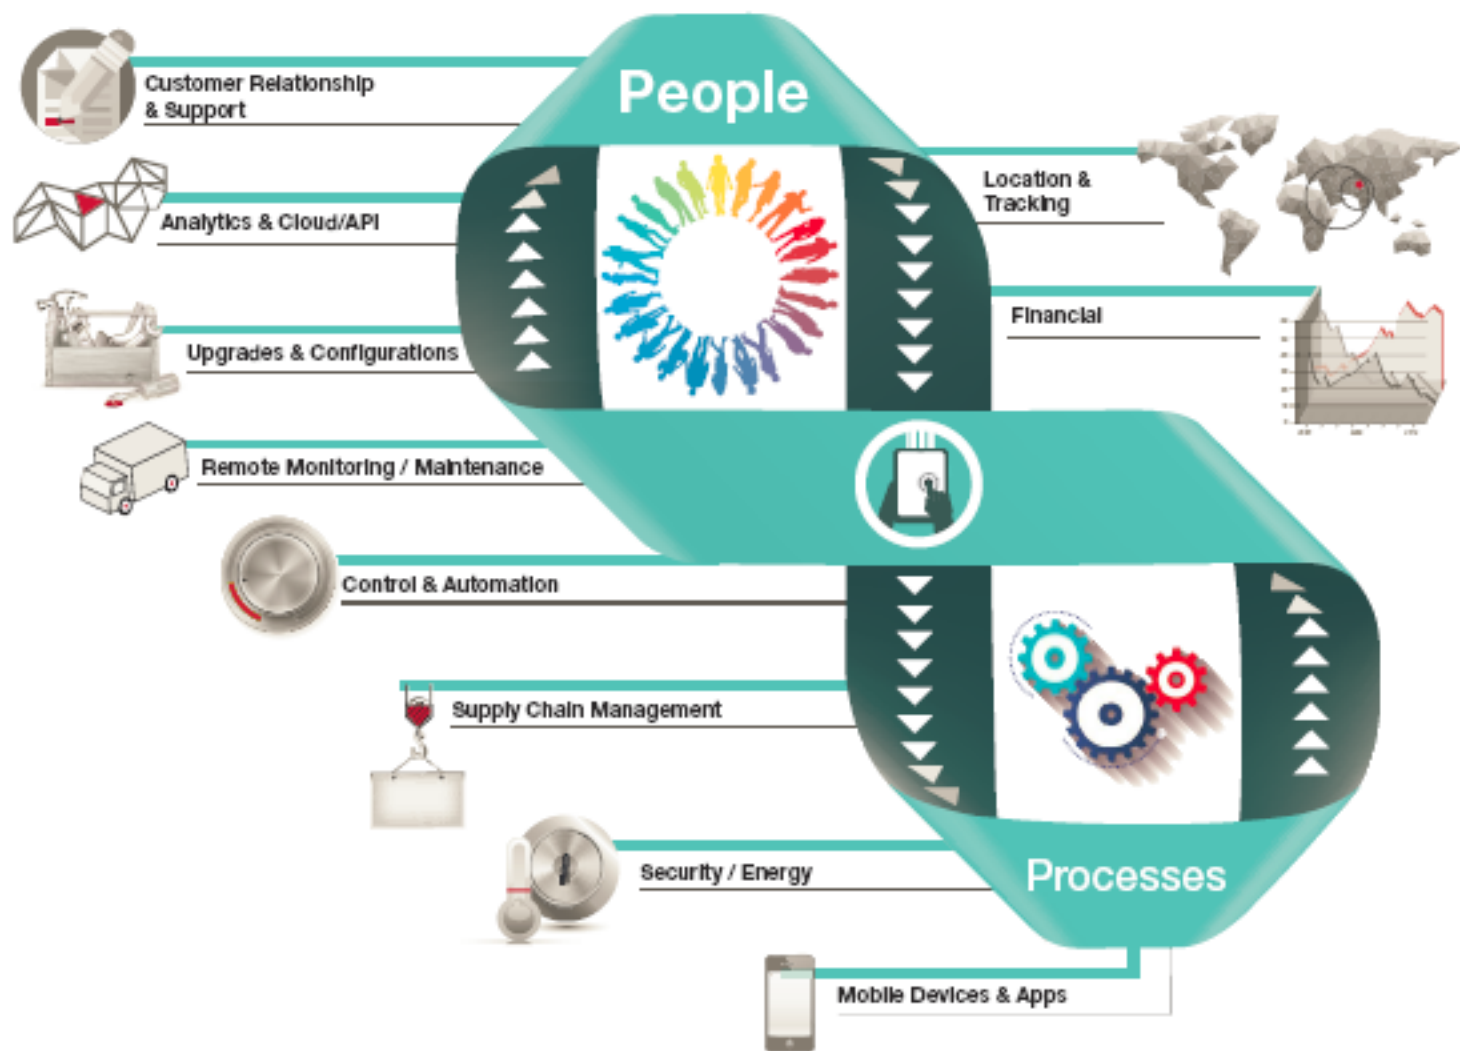 People
Customer Relationship
& Support
Location &
Tracking
Analytics & Cloud/API
Financial
Upgrades & Configurations
Remote Monitoring / Maintenance
Control & Automation
Supply Chain Management
Security / Energy
Processes
Mobile Devices & Apps